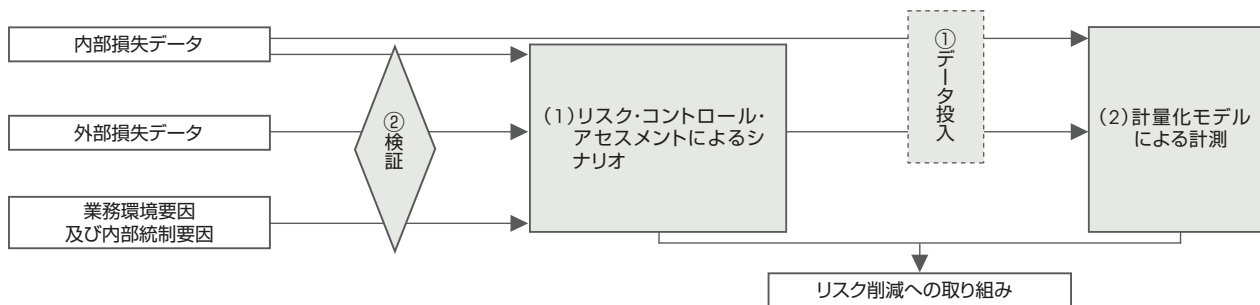 内部損失データ
外部損失データ
業務環境要因
及び内部統制要因
②検証
(1)リスク・コントロール・
アセスメントによるシ
ナリオ
①データ投入
(2)計量化モデル
による計測
リスク削減への取り組み